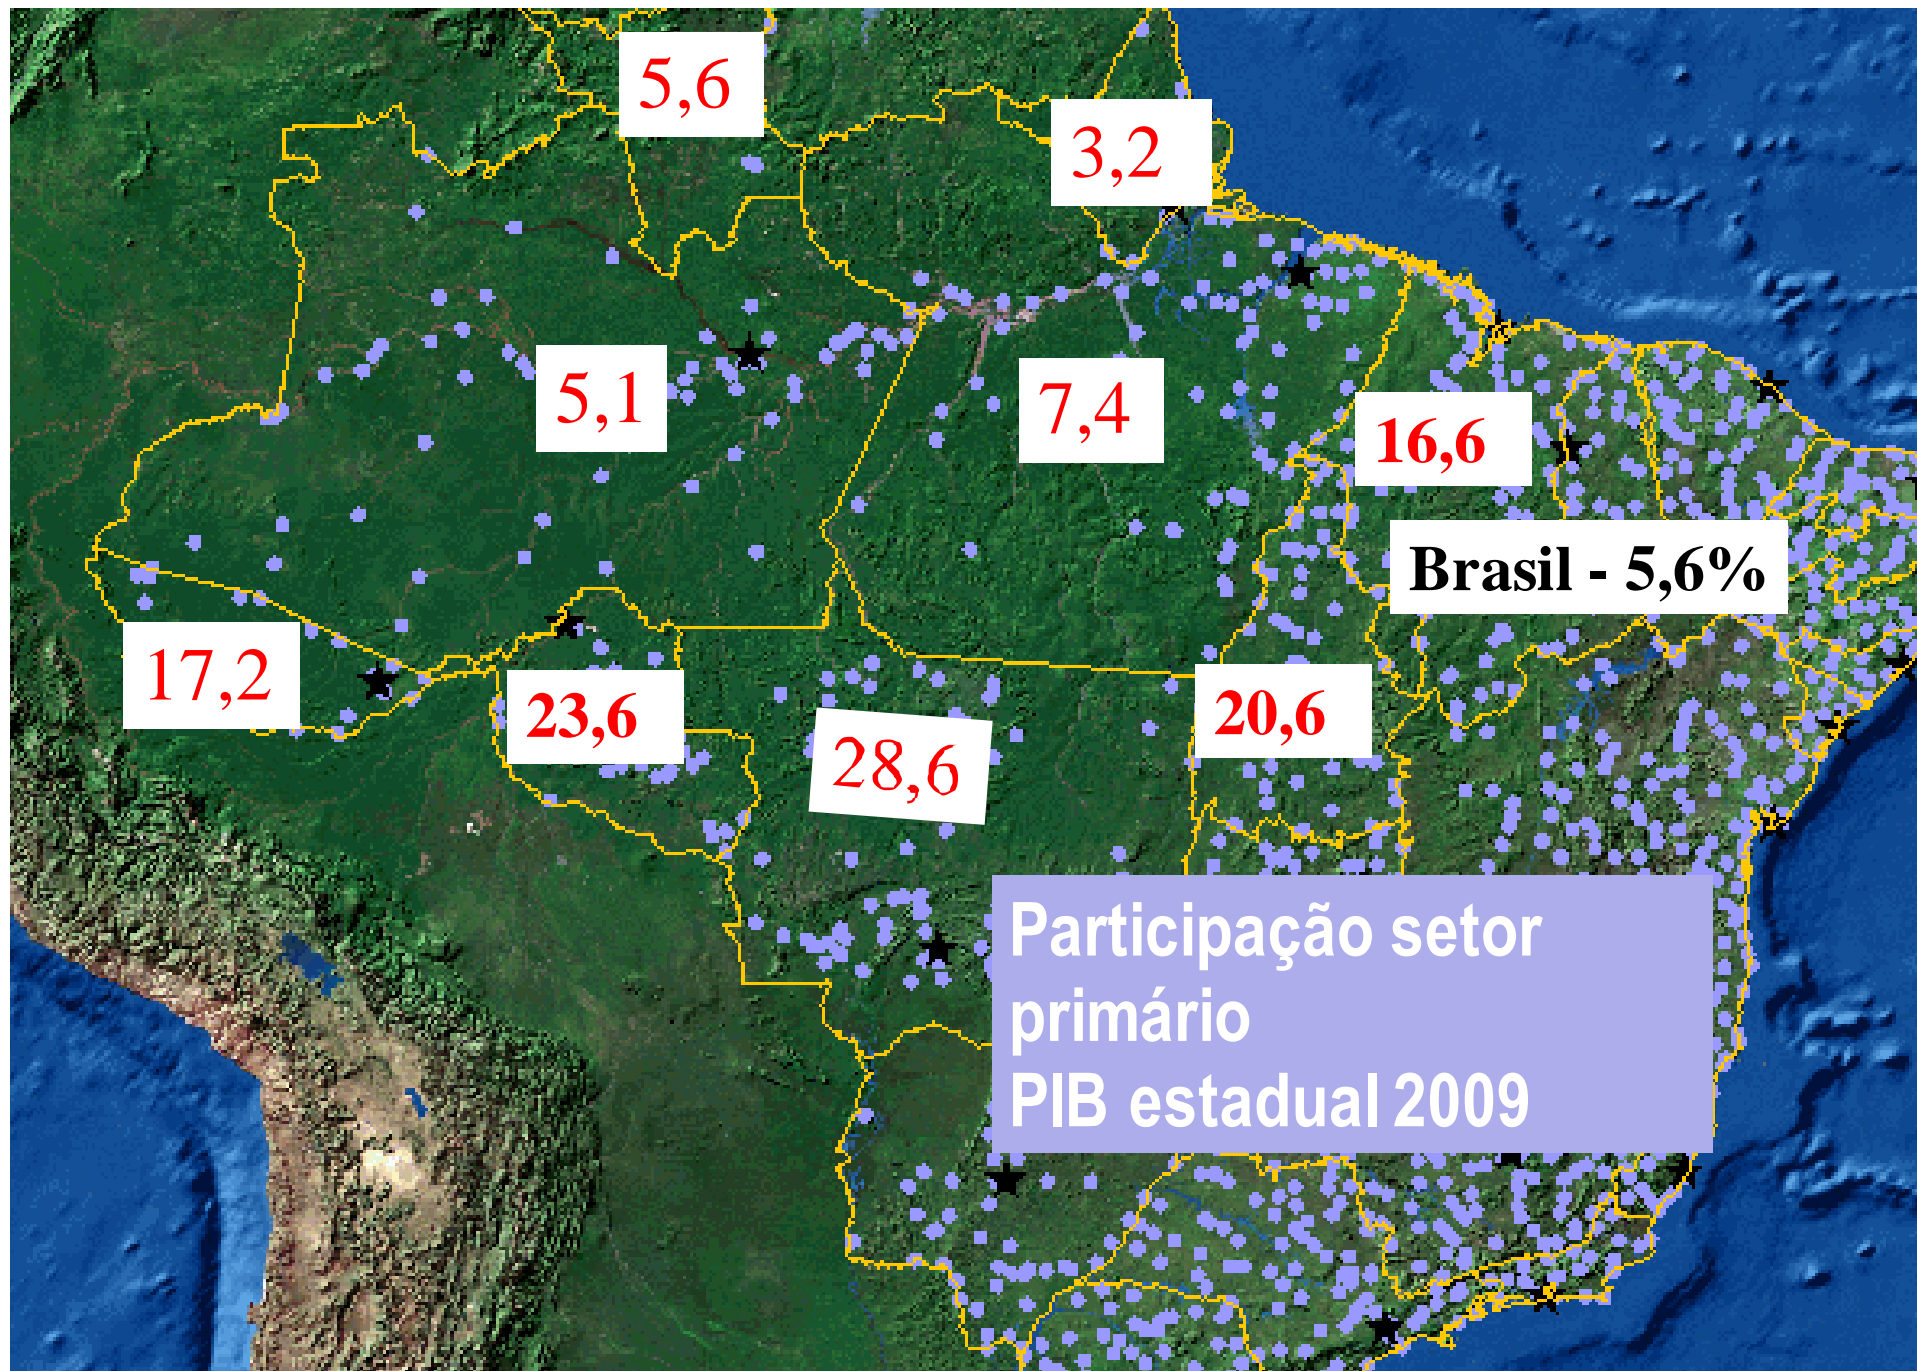 5,6
3,2
5,1
7,4
16,6
Brasil - 5,6%
17,2
23,6
20,6
28,6
Participação setor
primário
PIB estadual 2009